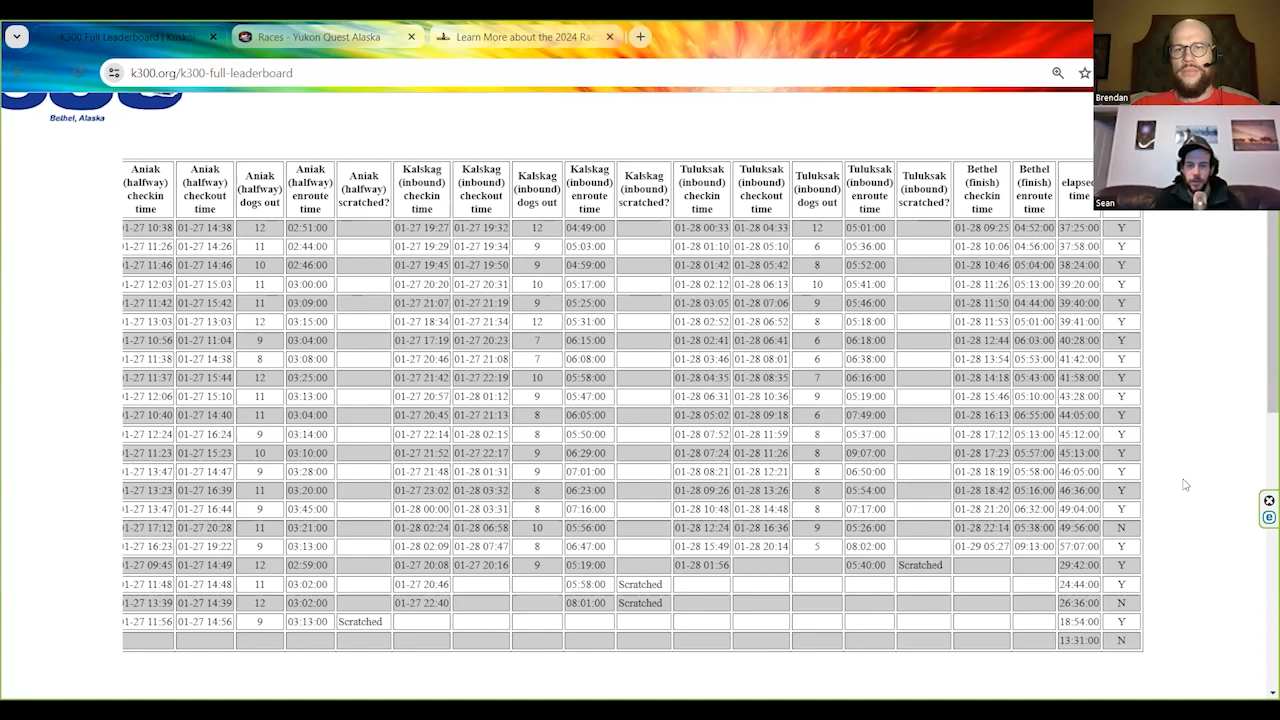 K300 Full Leaderboard | Kusko
Races - Yukon Quest Alaska
Learn More about the 2024 Rac
k300.org/k300-full-leaderboard
Brendan
Sean
Bethel, Alaska
Aniak (halfway) checkin time Aniak (halfway) checkout time Aniak (halfway) dogs out Aniak (halfway) enroute time Aniak (halfway) scratched? Kalskag (inbound) checkin time Kalskag (inbound) checkout time Kalskag (inbound) dogs out Kalskag (inbound) enroute time Kalskag (inbound) scratched? Tuluksak (inbound) checkin time Tuluksak (inbound) checkout time Tuluksak (inbound) dogs out Tuluksak (inbound) enroute time Tuluksak (inbound) scratched? Bethel (finish) checkin time Bethel (finish) enroute time elapsed time
01-27 10:38 01-27 14:38 12 02:51:00 01-27 19:27 01-27 19:32 12 04:49:00 01-28 00:33 01-28 04:33 12 05:01:00 01-28 09:25 04:52:00 37:25:00 Y
01-27 11:26 01-27 14:26 11 02:44:00 01-27 19:29 01-27 19:34 9 05:03:00 01-28 01:10 01-28 05:10 6 05:36:00 01-28 10:06 04:56:00 37:58:00 Y
01-27 11:46 01-27 14:46 10 02:46:00 01-27 19:45 01-27 19:50 9 04:59:00 01-28 01:42 01-28 05:42 8 05:52:00 01-28 10:46 05:04:00 38:24:00 Y
01-27 12:03 01-27 15:03 11 03:00:00 01-27 20:20 01-27 20:31 10 05:17:00 01-28 02:12 01-28 06:13 10 05:41:00 01-28 11:26 05:13:00 39:20:00 Y
01-27 11:42 01-27 15:42 11 03:09:00 01-27 21:07 01-27 21:19 9 05:25:00 01-28 03:05 01-28 07:06 9 05:46:00 01-28 11:50 04:44:00 39:40:00 Y
01-27 13:03 01-27 13:03 12 03:15:00 01-27 18:34 01-27 21:34 12 05:31:00 01-28 02:52 01-28 06:52 8 05:18:00 01-28 11:53 05:01:00 39:41:00 Y
01-27 10:56 01-27 11:04 9 03:04:00 01-27 17:19 01-27 20:23 7 06:15:00 01-28 02:41 01-28 06:41 6 06:18:00 01-28 12:44 06:03:00 40:28:00 Y
01-27 11:38 01-27 14:38 8 03:08:00 01-27 20:46 01-27 21:08 7 06:08:00 01-28 03:46 01-28 08:01 6 06:38:00 01-28 13:54 05:53:00 41:42:00 Y
01-27 11:37 01-27 15:44 12 03:25:00 01-27 21:42 01-27 22:19 10 05:58:00 01-28 04:35 01-28 08:35 7 06:16:00 01-28 14:18 05:43:00 41:58:00 Y
01-27 12:06 01-27 15:10 11 03:13:00 01-27 20:57 01-28 01:12 9 05:47:00 01-28 06:31 01-28 10:36 9 05:19:00 01-28 15:46 05:10:00 43:28:00 Y
01-27 10:40 01-27 14:40 11 03:04:00 01-27 20:45 01-27 21:13 8 06:05:00 01-28 05:02 01-28 09:18 6 07:49:00 01-28 16:13 06:55:00 44:05:00 Y
01-27 12:24 01-27 16:24 9 03:14:00 01-27 22:14 01-28 02:15 8 05:50:00 01-28 07:52 01-28 11:59 8 05:37:00 01-28 17:12 05:13:00 45:12:00 Y
01-27 11:23 01-27 15:23 10 03:10:00 01-27 21:52 01-27 22:17 9 06:29:00 01-28 07:24 01-28 11:26 8 09:07:00 01-28 17:23 05:57:00 45:13:00 Y
01-27 13:47 01-27 14:47 9 03:28:00 01-27 21:48 01-28 01:31 9 07:01:00 01-28 08:21 01-28 12:21 8 06:50:00 01-28 18:19 05:58:00 46:05:00 Y
01-27 13:23 01-27 16:39 11 03:20:00 01-27 23:02 01-28 03:32 8 06:23:00 01-28 09:26 01-28 13:26 8 05:54:00 01-28 18:42 05:16:00 46:36:00 Y
01-27 13:47 01-27 16:44 9 03:45:00 01-28 00:00 01-28 03:31 8 07:16:00 01-28 10:48 01-28 14:48 8 07:17:00 01-28 21:20 06:32:00 49:04:00 Y
01-27 17:12 01-27 20:28 11 03:21:00 01-28 02:24 01-28 06:58 10 05:56:00 01-28 12:24 01-28 16:36 9 05:26:00 01-28 22:14 05:38:00 49:56:00 N
01-27 16:23 01-27 19:22 9 03:13:00 01-28 02:09 01-28 07:47 8 06:47:00 01-28 15:49 01-28 20:14 5 08:02:00 01-29 05:27 09:13:00 57:07:00 Y
01-27 09:45 01-27 14:49 12 02:59:00 01-27 20:08 01-27 20:16 9 05:19:00 01-28 01:56 05:40:00 Scratched 29:42:00 Y
01-27 11:48 01-27 14:48 11 03:02:00 01-27 20:46 05:58:00 Scratched 24:44:00 Y
01-27 13:39 01-27 14:39 12 03:02:00 01-27 22:40 08:01:00 Scratched 26:36:00 N
01-27 11:56 01-27 14:56 9 03:13:00 Scratched 18:54:00 Y
13:31:00 N